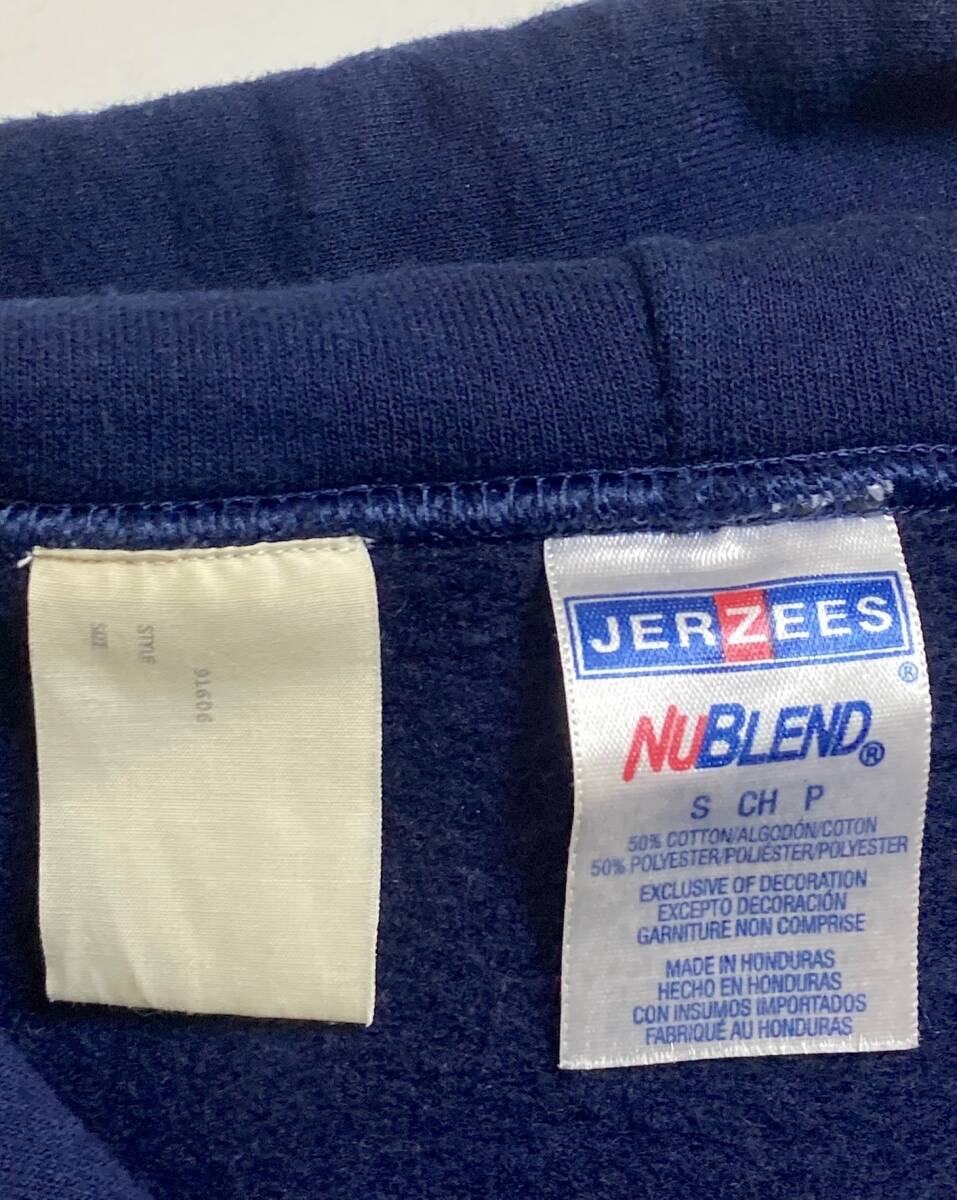 STYLE 91606
SIZE
JERZEES
®
NUBLEND®
S CH P
50% COTTON/ALGODÓN/COTON
50% POLYESTER/POLIÉSTER/POLYESTER
EXCLUSIVE OF DECORATION
EXCEPTO DECORACIÓN
GARNITURE NON COMPRISE
MADE IN HONDURAS
HECHO EN HONDURAS
CON INSUMOS IMPORTADOS
FABRIQUÉ AU HONDURAS